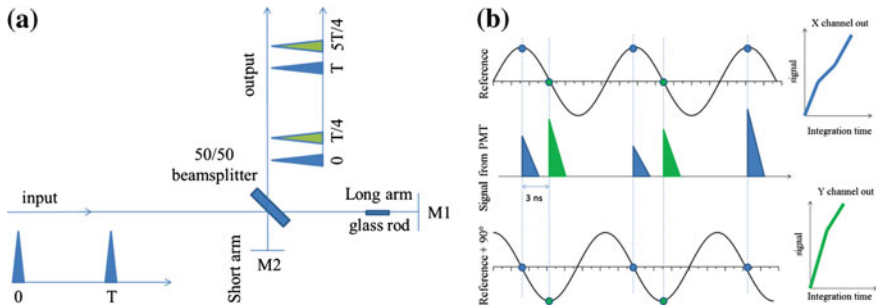 (a)
output
0
T/4
T
5T/4
50/50
beamsplitter
input
Long arm
glass rod
M1
Short arm
M2
0
T
(b)
Reference
Signal from PMT
3 ns
Reference + 90°
X channel out
signal
Integration time
Y channel out
signal
Integration time